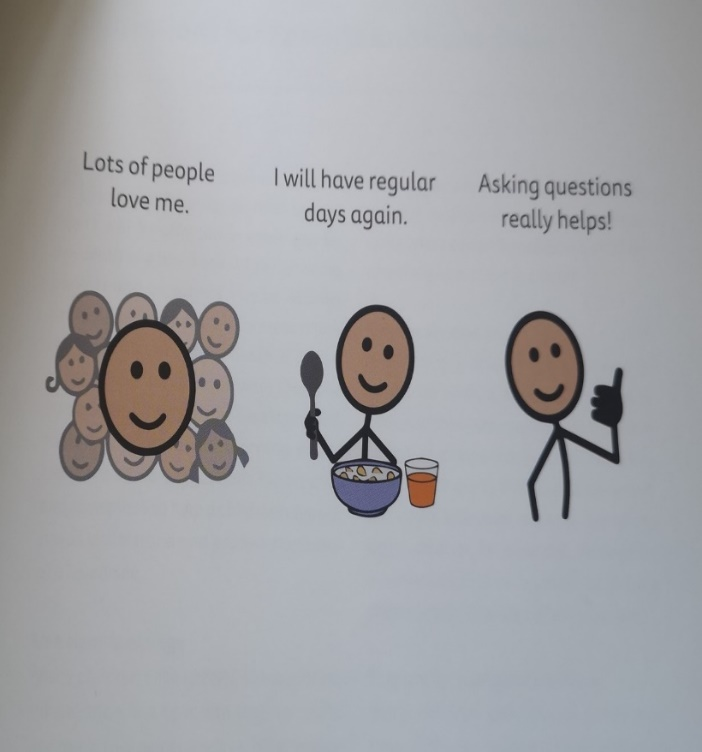 Lots of people
love me.
I will have regular
days again.
Asking questions
really helps!